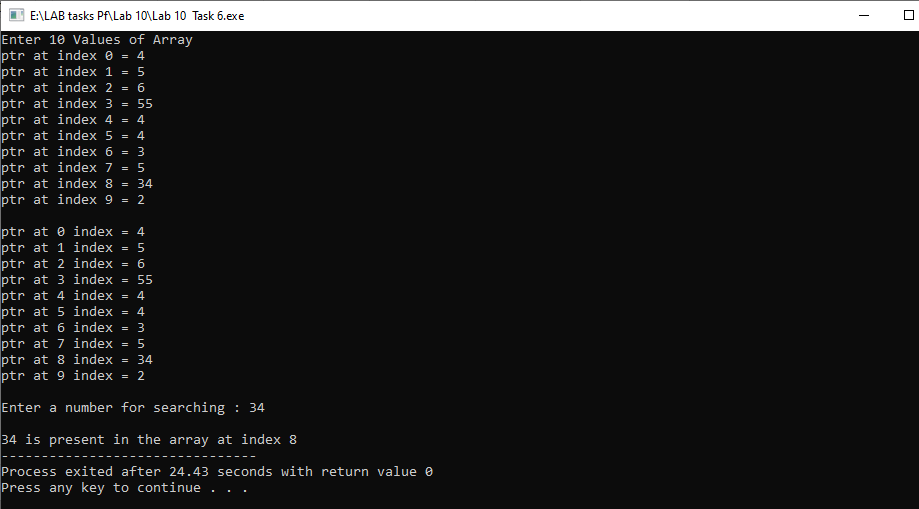 E:\LAB tasks Pf\Lab 10\Lab 10  Task 6.exe
Enter 10 Values of Array
ptr at index 0 = 4
ptr at index 1 = 5
ptr at index 2 = 6
ptr at index 3 = 55
ptr at index 4 = 4
ptr at index 5 = 4
ptr at index 6 = 3
ptr at index 7 = 5
ptr at index 8 = 34
ptr at index 9 = 2

ptr at 0 index = 4
ptr at 1 index = 5
ptr at 2 index = 6
ptr at 3 index = 55
ptr at 4 index = 4
ptr at 5 index = 4
ptr at 6 index = 3
ptr at 7 index = 5
ptr at 8 index = 34
ptr at 9 index = 2

Enter a number for searching : 34

34 is present in the array at index 8
--------------------------------
Process exited after 24.43 seconds with return value 0
Press any key to continue . . .